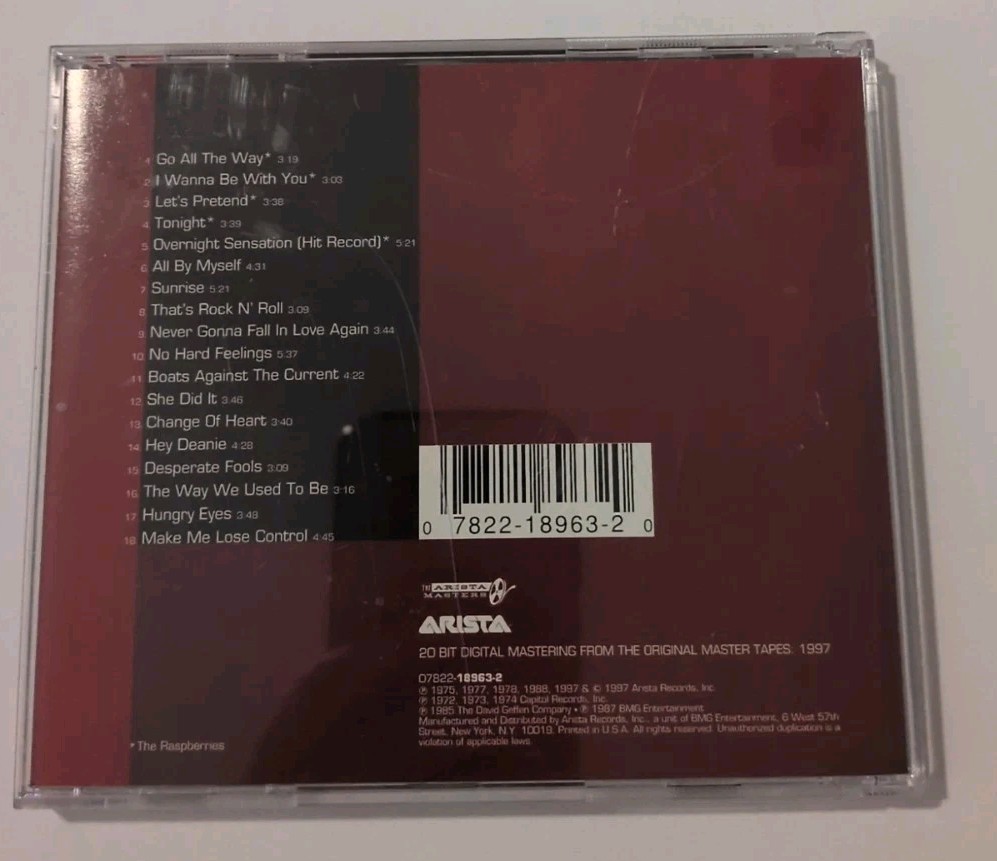 1 Go All The Way* 3:19
2 I Wanna Be With You* 3:03
3 Let's Pretend* 3:38
4 Tonight* 3:39
5 Overnight Sensation (Hit Record)* 5:21
6 All By Myself 4:31
7 Sunrise 5:21
8 That's Rock N' Roll 3:09
9 Never Gonna Fall In Love Again 3:44
10 No Hard Feelings 5:37
11 Boats Against The Current 4:22
12 She Did It 3:46
13 Change Of Heart 3:40
14 Hey Deanie 4:28
15 Desperate Fools 3:09
16 The Way We Used To Be 3:16
17 Hungry Eyes 3:48
18 Make Me Lose Control 4:45
0 7822-18963-2 0
THE ARISTA
MASTERS
ARISTA
20 BIT DIGITAL MASTERING FROM THE ORIGINAL MASTER TAPES. 1997
07822-18963-2
℗ 1975, 1977, 1978, 1988, 1997 & © 1997 Arista Records, Inc.
℗ 1972, 1973, 1974 Capitol Records, Inc.
℗ 1985 The David Geffen Company • ℗ 1987 BMG Entertainment
Manufactured and Distributed by Arista Records, Inc., a unit of BMG Entertainment, 6 West 57th
Street, New York, N.Y. 10019. Printed in U.S.A. All rights reserved. Unauthorized duplication is a
violation of applicable laws.
* The Raspberries